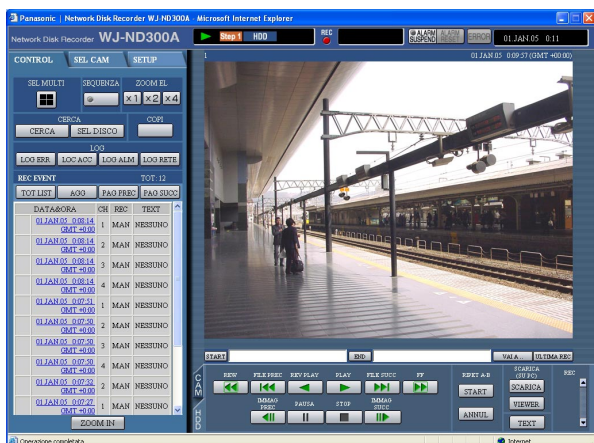 Panasonic | Network Disk Recorder WJ-ND300A - Microsoft Internet Explorer
Network Disk Recorder WJ-ND300A
Step 1 HDD
REC
ALARM SUSPEND
ALARM RESET
ERROR
01 JAN.05 0:11
CONTROL SEL CAM SETUP
1
01 JAN.05 0:09:57 (GMT +00:00)
SEL MULTI SEQUENZA ZOOM EL
x1 x2 x4
CERCA COPI
CERCA SEL DISCO
LOG
LOG ERR LOC ACC LOG ALM LOG RETE
REC EVENT TOT: 12
TOT LIST AGG PAG PREC PAG SUCC
DATA&ORA CH REC TEXT
01 JAN.05 0:08:14 GMT +0:00 1 MAN NESSUNO
01 JAN.05 0:08:14 GMT +0:00 2 MAN NESSUNO
01 JAN.05 0:08:14 GMT +0:00 3 MAN NESSUNO
01 JAN.05 0:08:14 GMT +0:00 4 MAN NESSUNO
01 JAN.05 0:07:51 GMT +0:00 1 MAN NESSUNO
01 JAN.05 0:07:50 GMT +0:00 2 MAN NESSUNO
01 JAN.05 0:07:50 GMT +0:00 3 MAN NESSUNO
01 JAN.05 0:07:50 GMT +0:00 4 MAN NESSUNO
01 JAN.05 0:07:32 GMT +0:00 2 MAN NESSUNO
01 JAN.05 0:07:27 GMT +0:00 1 MAN NESSUNO
ZOOM IN
START END VAI A... ULTIMA REC
CAM
HDD
REW FILE PREC REV PLAY PLAY FILE SUCC FF
IMMAG PREC PAUSA STOP IMMAG SUCC
RIPET A-B
START
ANNUL
SCARICA (SU PC)
SCARICA
VIEWER
TEXT
REC
Operazione completata
Internet